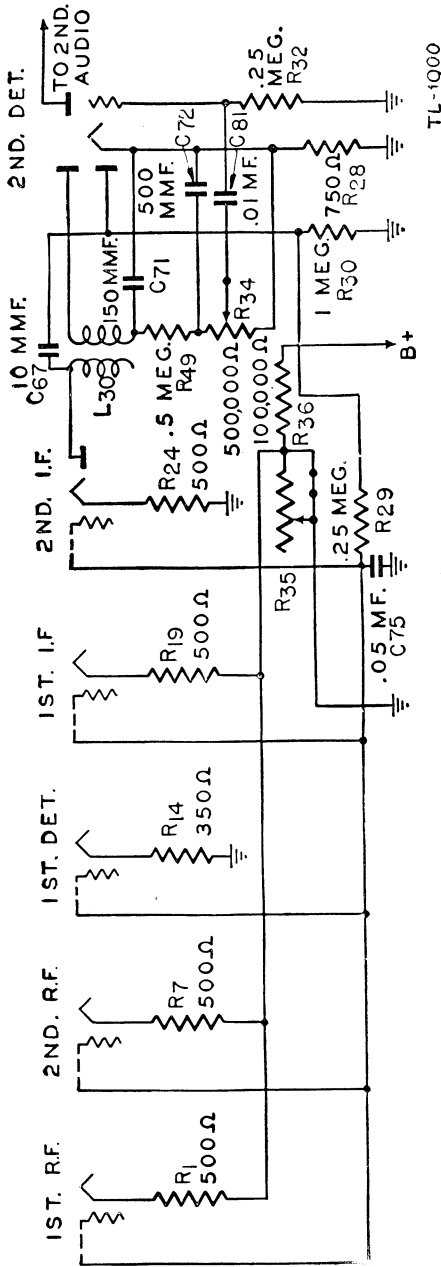 1ST. R.F.
2ND. R.F.
1ST. DET.
1ST. I.F
2ND. I.F.
2ND. DET.
TO 2ND.
AUDIO
R1
500Ω
R7
500Ω
R14
350Ω
R19
500Ω
R24
500Ω
10 MMF.
C67
L30
150 MMF.
C71
.5 MEG.
R49
500
MMF.
C72
C81
.01 MF.
.25
MEG.
R32
R34
500,000Ω
100,000Ω
R36
R35
750Ω
R28
1 MEG.
R30
B+
.25 MEG.
R29
.05 MF.
C75
TL-1900